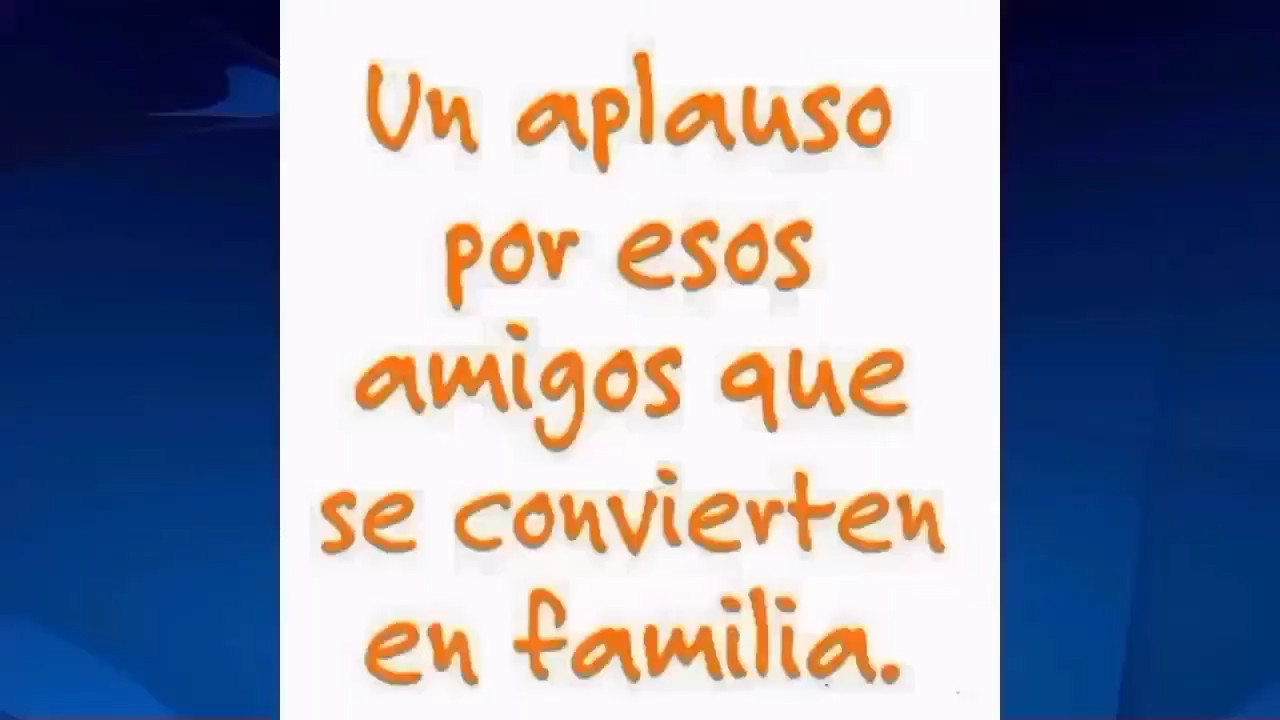 Un aplauso
por esos
amigos que
se convierten
en familia.